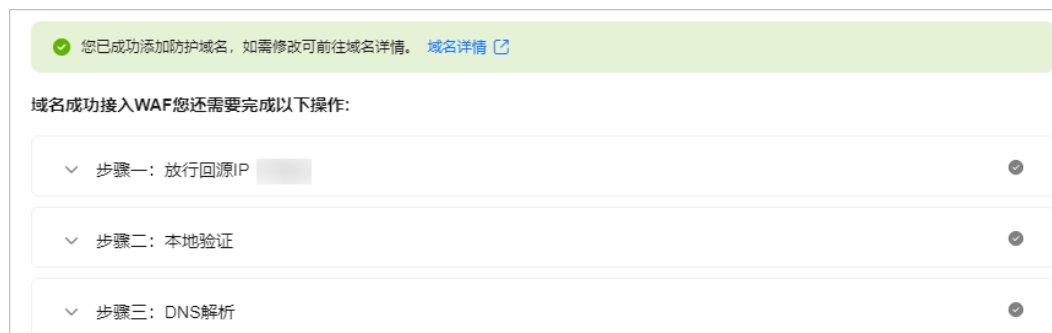 您已成功添加防护域名，如需修改可前往域名详情。 域名详情
域名成功接入WAF您还需要完成以下操作：
步骤一：放行回源IP
步骤二：本地验证
步骤三：DNS解析